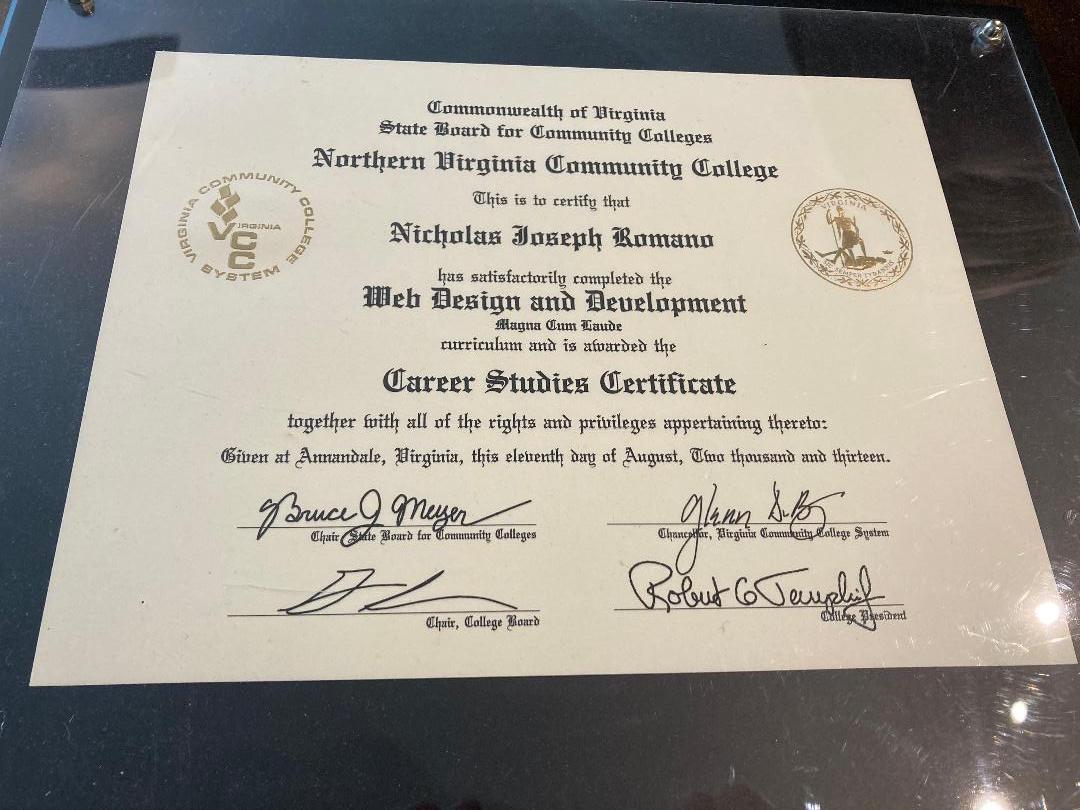 Commonwealth of Virginia
State Board for Community Colleges
Northern Virginia Community College
This is to certify that
Nicholas Joseph Romano
has satisfactorily completed the
Web Design and Development
Magna Cum Laude
curriculum and is awarded the
Career Studies Certificate
together with all of the rights and privileges appertaining thereto:
Given at Annandale, Virginia, this eleventh day of August, Two thousand and thirteen.
VIRGINIA COMMUNITY COLLEGE SYSTEM
VIRGINIA
C
C
VIRGINIA
SEMPER TYRANNIS
Bruce J Meyer
Chair, State Board for Community Colleges
Glenn
Chancellor, Virginia Community College System
Chair, College Board
Robert G Templin
College President